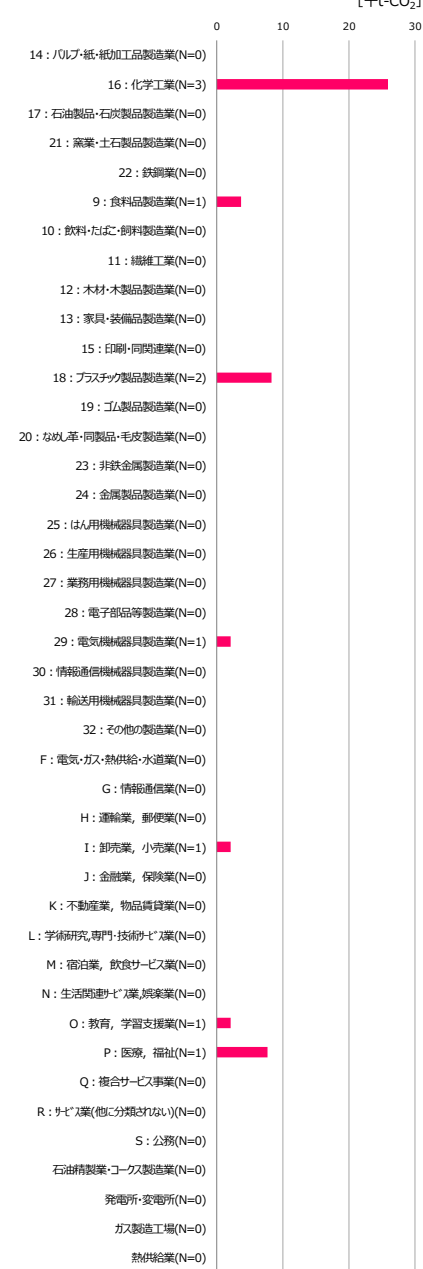 [千t-CO₂]
0 10 20 30
14：パルプ・紙・紙加工品製造業(N=0)
16：化学工業(N=3)
17：石油製品・石炭製品製造業(N=0)
21：窯業・土石製品製造業(N=0)
22：鉄鋼業(N=0)
9：食料品製造業(N=1)
10：飲料・たばこ・飼料製造業(N=0)
11：繊維工業(N=0)
12：木材・木製品製造業(N=0)
13：家具・装備品製造業(N=0)
15：印刷・同関連業(N=0)
18：プラスチック製品製造業(N=2)
19：ゴム製品製造業(N=0)
20：なめし革・同製品・毛皮製造業(N=0)
23：非鉄金属製造業(N=0)
24：金属製品製造業(N=0)
25：はん用機械器具製造業(N=0)
26：生産用機械器具製造業(N=0)
27：業務用機械器具製造業(N=0)
28：電子部品等製造業(N=0)
29：電気機械器具製造業(N=1)
30：情報通信機械器具製造業(N=0)
31：輸送用機械器具製造業(N=0)
32：その他の製造業(N=0)
F：電気・ガス・熱供給・水道業(N=0)
G：情報通信業(N=0)
H：運輸業，郵便業(N=0)
I：卸売業，小売業(N=1)
J：金融業，保険業(N=0)
K：不動産業，物品賃貸業(N=0)
L：学術研究,専門・技術ｻｰﾋﾞｽ業(N=0)
M：宿泊業，飲食サービス業(N=0)
N：生活関連ｻｰﾋﾞｽ業,娯楽業(N=0)
O：教育，学習支援業(N=1)
P：医療，福祉(N=1)
Q：複合サービス事業(N=0)
R：ｻｰﾋﾞｽ業(他に分類されない)(N=0)
S：公務(N=0)
石油精製業・コークス製造業(N=0)
発電所・変電所(N=0)
ガス製造工場(N=0)
熱供給業(N=0)